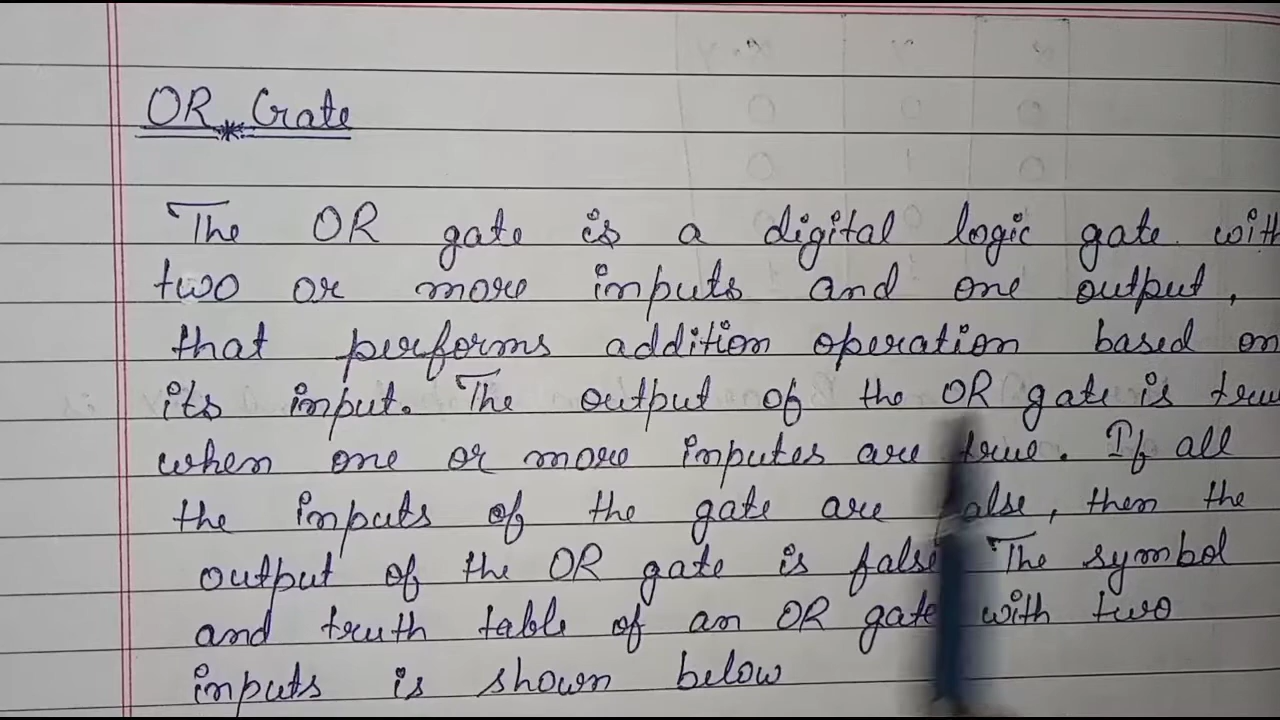 OR Gate
The OR gate is a digital logic gate with
two or more inputs and one output,
that performs addition operation based on
its input. The output of the OR gate is true
when one or more inputes are true. If all
the inputs of the gate are false, then the
output of the OR gate is false The symbol
and truth table of an OR gate with two
inputs is shown below